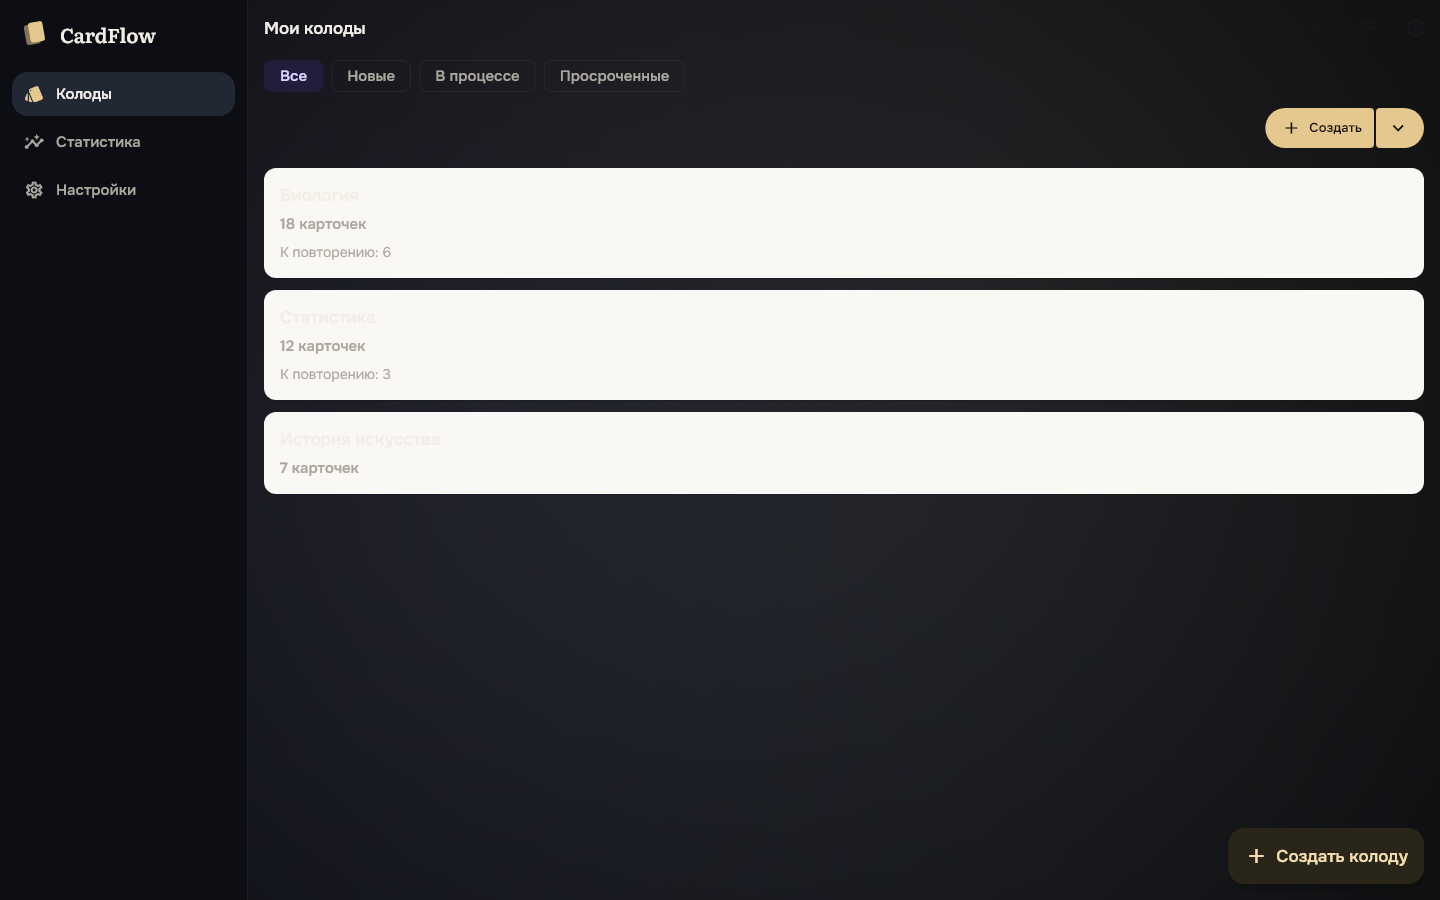 CardFlow
Колоды
Статистика
Настройки
Мои колоды
Все
Новые
В процессе
Просроченные
Создать
Биология
18 карточек
К повторению: 6
Статистика
12 карточек
К повторению: 3
История искусства
7 карточек
Создать колоду